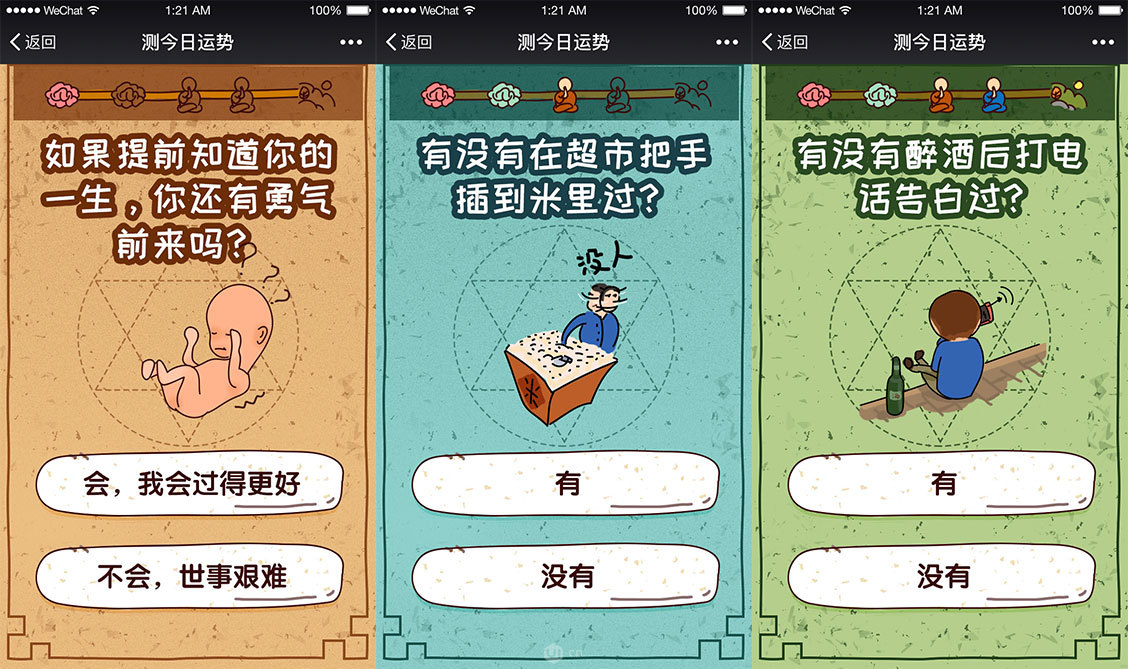 WeChat 1:21 AM 100%
返回 测今日运势
如果提前知道你的
一生，你还有勇气
前来吗？
会，我会过得更好
不会，世事艰难
WeChat 1:21 AM 100%
返回 测今日运势
有没有在超市把手
插到米里过？
没人
米
有
没有
WeChat 1:21 AM 100%
返回 测今日运势
有没有醉酒后打电
话告白过？
有
没有